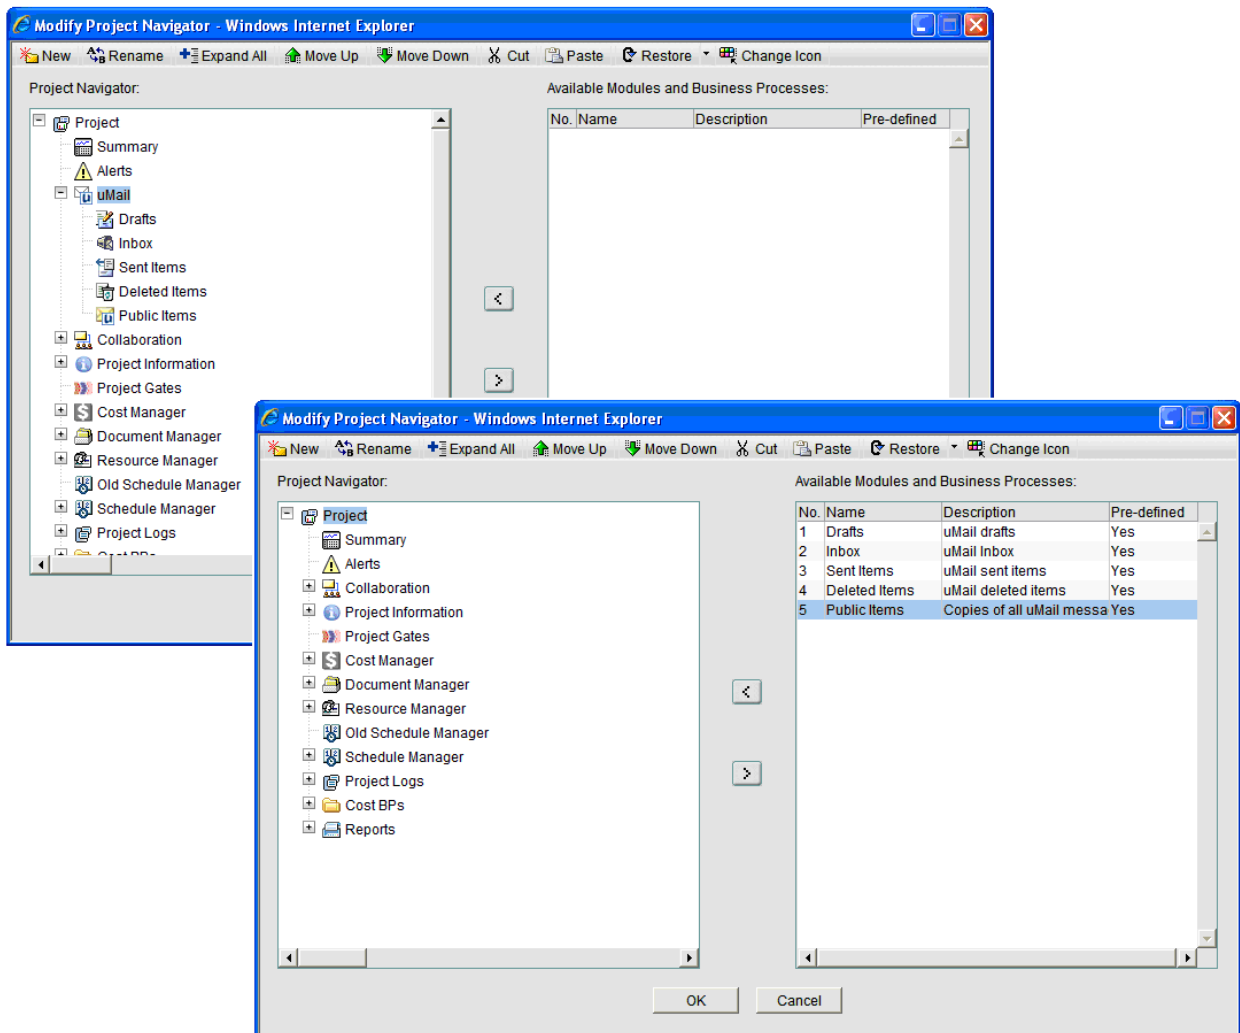 Modify Project Navigator - Windows Internet Explorer
New Rename Expand All Move Up Move Down Cut Paste Restore Change Icon
Project Navigator:
Available Modules and Business Processes:
Project
Summary
Alerts
uMail
Drafts
Inbox
Sent Items
Deleted Items
Public Items
Collaboration
Project Information
Project Gates
Cost Manager
Document Manager
Resource Manager
Old Schedule Manager
Schedule Manager
Project Logs
Cost BPs
No. Name Description Pre-defined
Modify Project Navigator - Windows Internet Explorer
New Rename Expand All Move Up Move Down Cut Paste Restore Change Icon
Project Navigator:
Available Modules and Business Processes:
Project
Summary
Alerts
Collaboration
Project Information
Project Gates
Cost Manager
Document Manager
Resource Manager
Old Schedule Manager
Schedule Manager
Project Logs
Cost BPs
Reports
No. Name Description Pre-defined
1 Drafts uMail drafts Yes
2 Inbox uMail Inbox Yes
3 Sent Items uMail sent items Yes
4 Deleted Items uMail deleted items Yes
5 Public Items Copies of all uMail messa Yes
OK Cancel